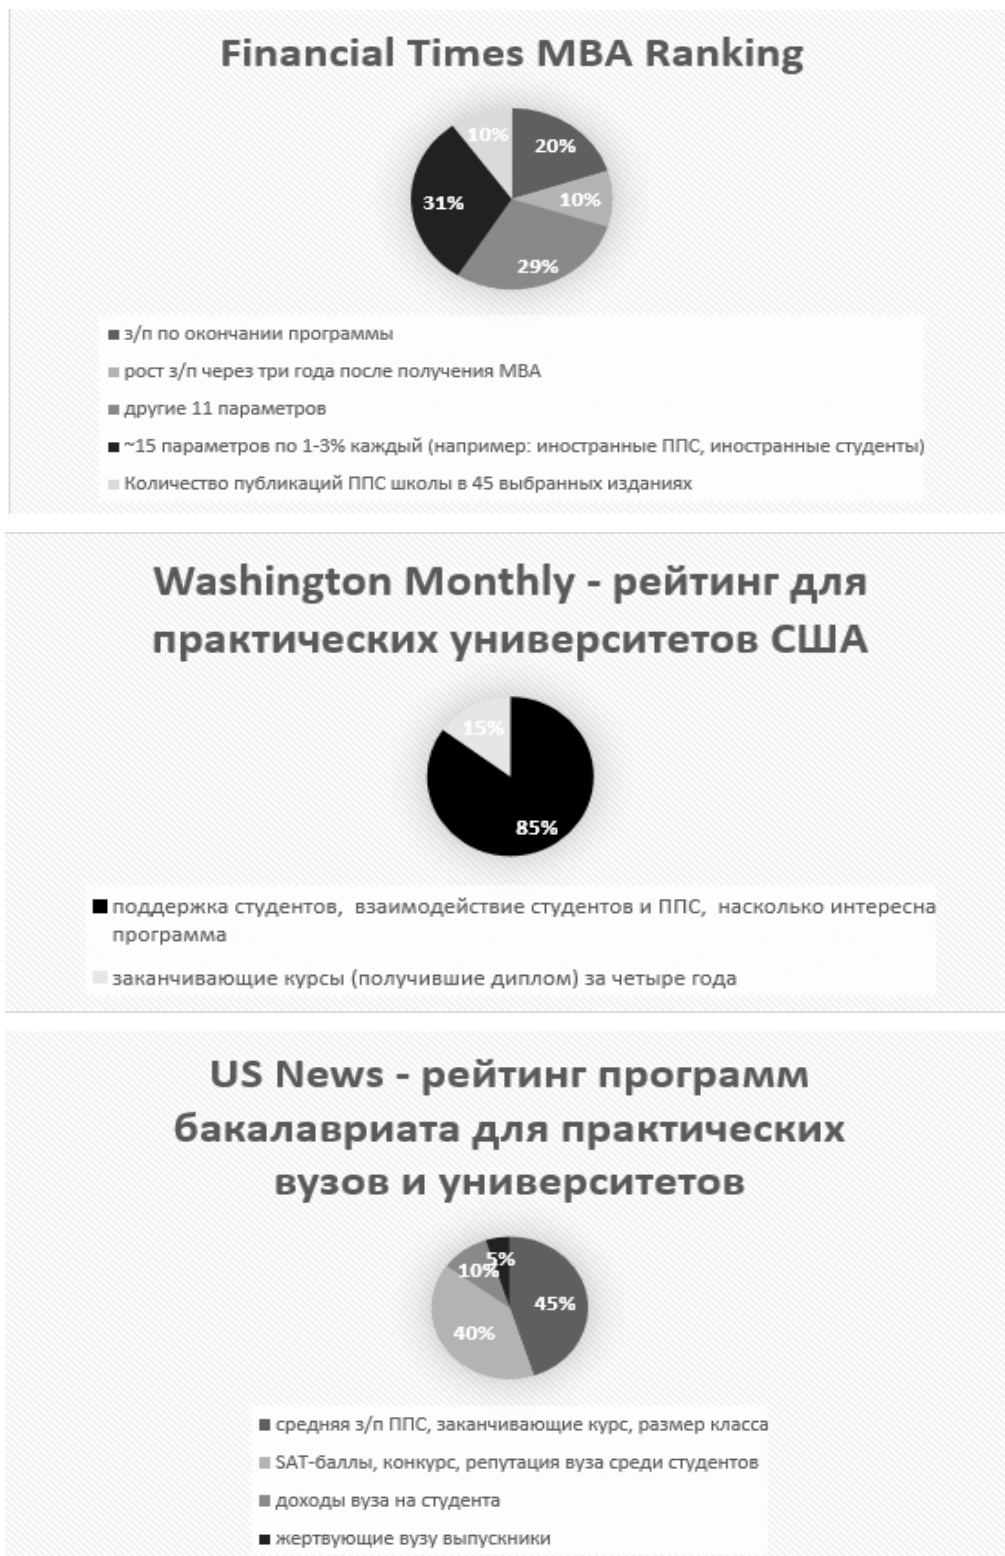 Financial Times MBA Ranking
10%
20%
31%
10%
29%
з/п по окончании программы
рост з/п через три года после получения MBA
другие 11 параметров
~15 параметров по 1-3% каждый (например: иностранные ППС, иностранные студенты)
Количество публикаций ППС школы в 45 выбранных изданиях
Washington Monthly - рейтинг для
практических университетов США
15%
85%
поддержка студентов, взаимодействие студентов и ППС, насколько интересна
программа
заканчивающие курсы (получившие диплом) за четыре года
US News - рейтинг программ
бакалавриата для практических
вузов и университетов
5%
10%
45%
40%
средняя з/п ППС, заканчивающие курс, размер класса
SAT-баллы, конкурс, репутация вуза среди студентов
доходы вуза на студента
жертвующие вузу выпускники